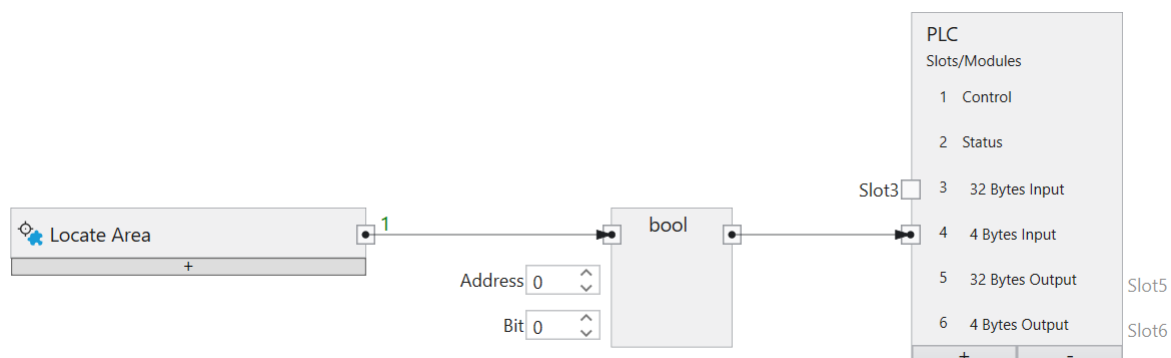 PLC
Slots/Modules
1 Control
2 Status
Slot3 3 32 Bytes Input
Locate Area 1 bool 4 4 Bytes Input
+
Address 0
5 32 Bytes Output Slot5
Bit 0
6 4 Bytes Output Slot6
+ -